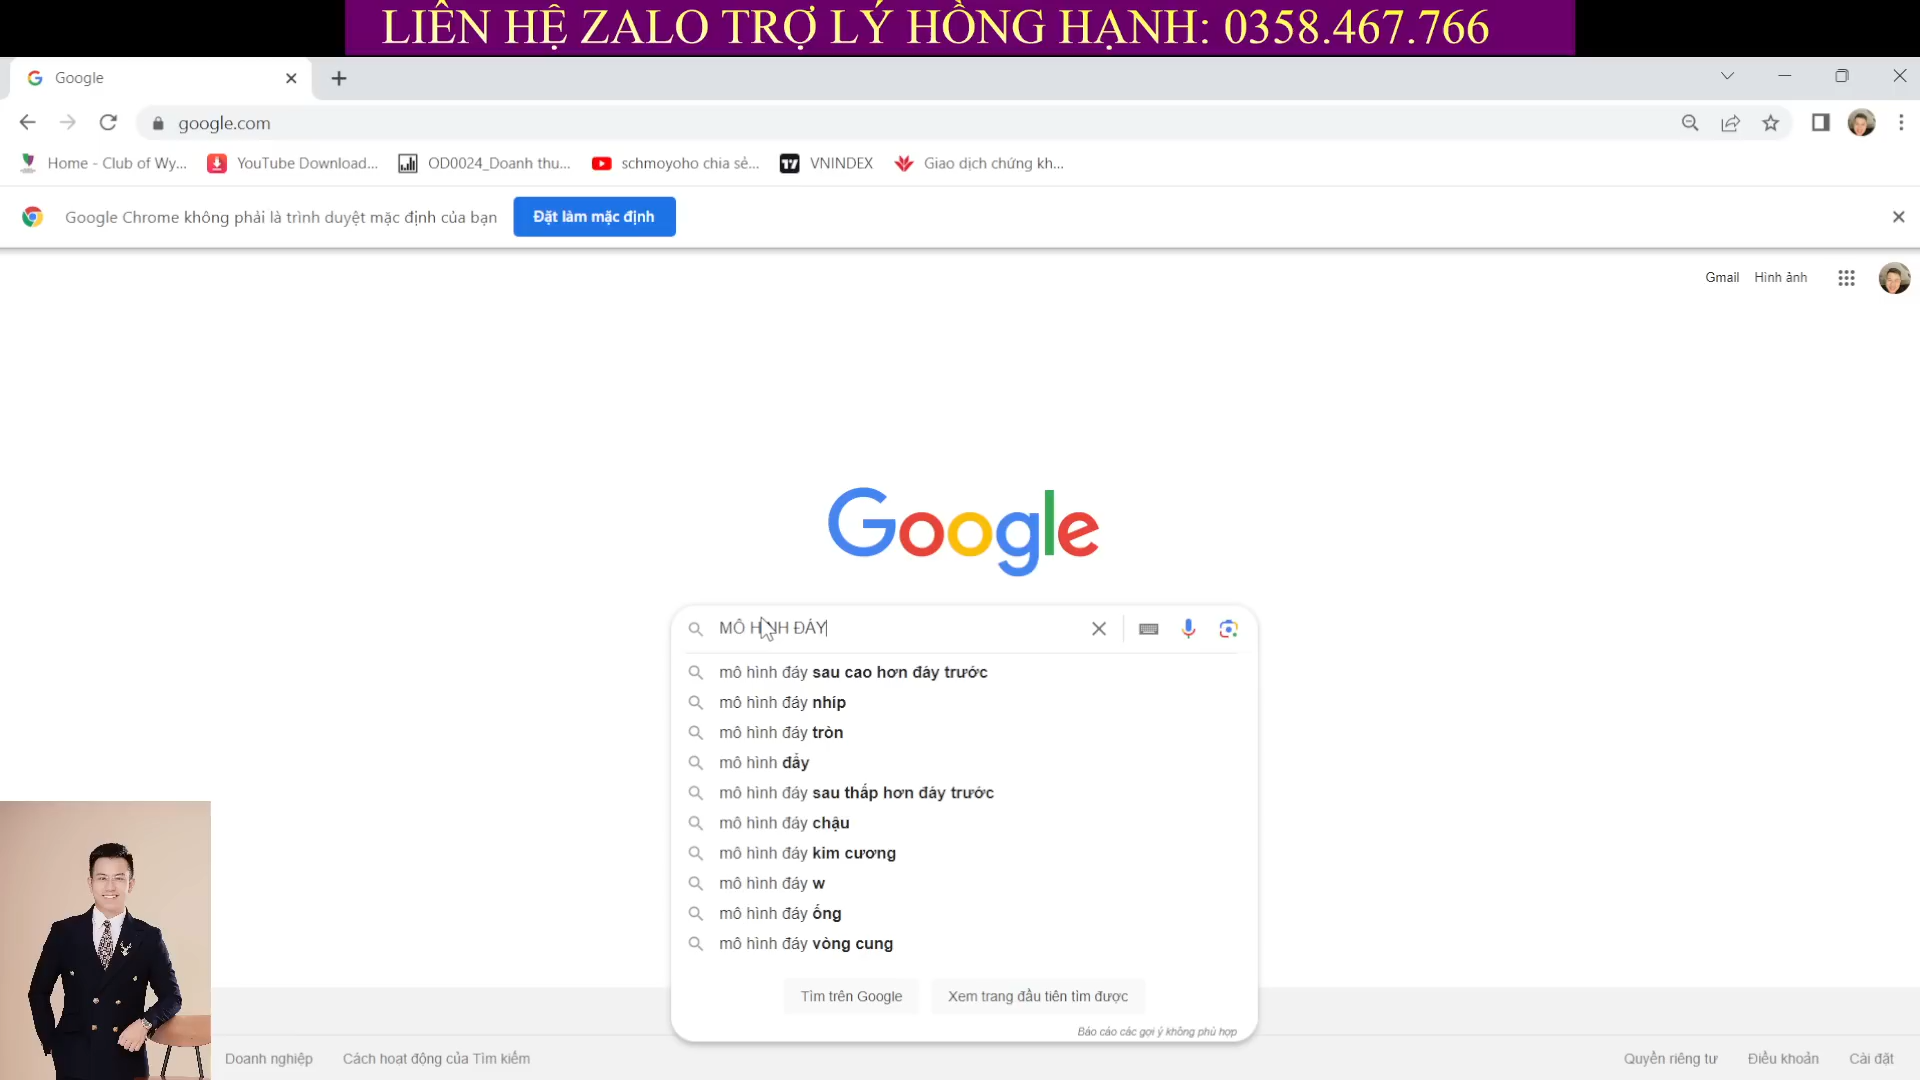 LIÊN HỆ ZALO TRỢ LÝ HỒNG HẠNH: 0358.467.766
Google
google.com
Home - Club of Wy...
YouTube Download...
OD0024_Doanh thu...
schmoyoho chia sẻ...
VNINDEX
Giao dịch chứng kh...
Google Chrome không phải là trình duyệt mặc định của bạn
Đặt làm mặc định
Gmail
Hình ảnh
Google
MÔ HÌNH ĐÁY
mô hình đáy sau cao hơn đáy trước
mô hình đáy nhíp
mô hình đáy tròn
mô hình đẩy
mô hình đáy sau thấp hơn đáy trước
mô hình đáy chậu
mô hình đáy kim cương
mô hình đáy w
mô hình đáy ống
mô hình đáy vòng cung
Tìm trên Google
Xem trang đầu tiên tìm được
Báo cáo các gợi ý không phù hợp
Doanh nghiệp
Cách hoạt động của Tìm kiếm
Quyền riêng tư
Điều khoản
Cài đặt